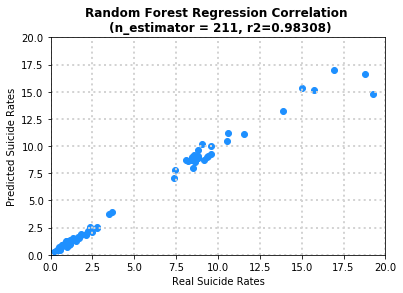 Random Forest Regression Correlation
(n_estimator = 211, r2=0.98308)
20.0
17.5
15.0
12.5
10.0
7.5
5.0
2.5
0.0
Predicted Suicide Rates
0.0 2.5 5.0 7.5 10.0 12.5 15.0 17.5 20.0
Real Suicide Rates